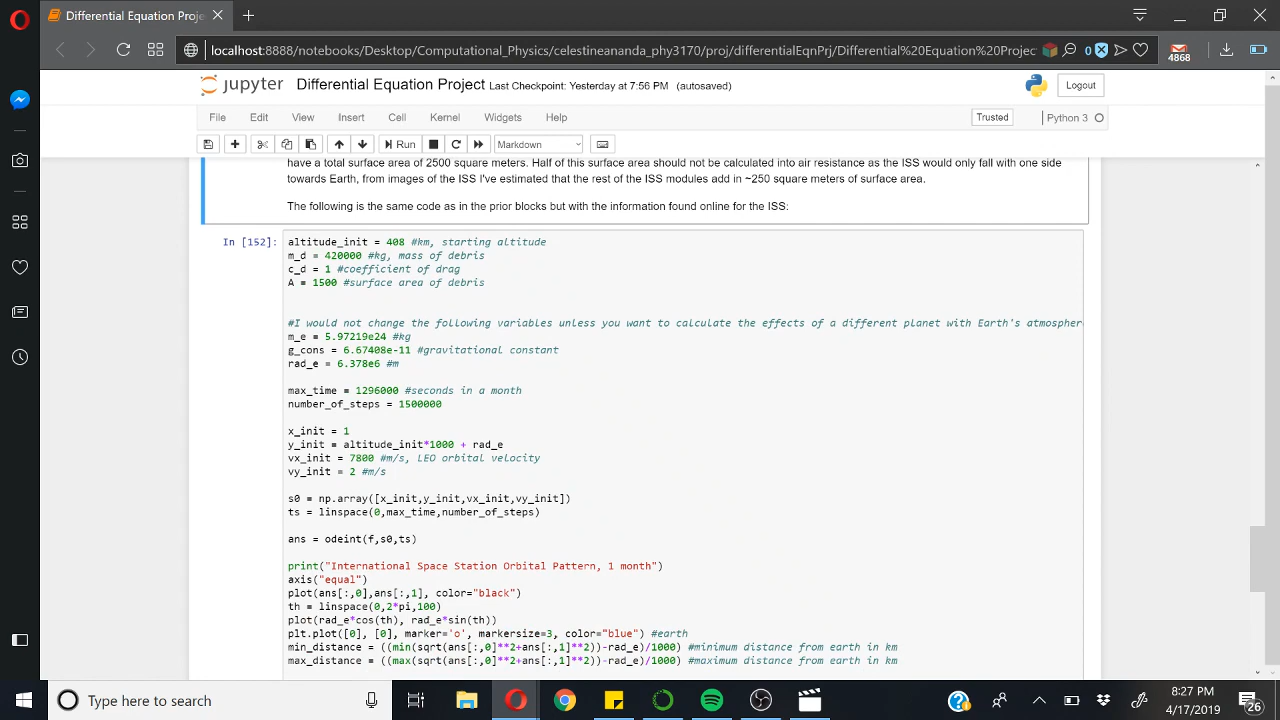 Differential Equation Proje
localhost:8888/notebooks/Desktop/Computational_Physics/celestineananda_phy3170/proj/differentialEqnPrj/Differential%20Equation%20Project
0
4868
jupyter Differential Equation Project Last Checkpoint: Yesterday at 7:56 PM (autosaved)
Logout
File Edit View Insert Cell Kernel Widgets Help
Trusted Python 3
Run Markdown
have a total surface area of 2500 square meters. Half of this surface area should not be calculated into air resistance as the ISS would only fall with one side
towards Earth, from images of the ISS I've estimated that the rest of the ISS modules add in ~250 square meters of surface area.
The following is the same code as in the prior blocks but with the information found online for the ISS:
In [152]: altitude_init = 408 #km, starting altitude
m_d = 420000 #kg, mass of debris
c_d = 1 #coefficient of drag
A = 1500 #surface area of debris
#I would not change the following variables unless you want to calculate the effects of a different planet with Earth's atmosphere
m_e = 5.97219e24 #kg
g_cons = 6.67408e-11 #gravitational constant
rad_e = 6.378e6 #m
max_time = 1296000 #seconds in a month
number_of_steps = 1500000
x_init = 1
y_init = altitude_init*1000 + rad_e
vx_init = 7800 #m/s, LEO orbital velocity
vy_init = 2 #m/s
s0 = np.array([x_init,y_init,vx_init,vy_init])
ts = linspace(0,max_time,number_of_steps)
ans = odeint(f,s0,ts)
print("International Space Station Orbital Pattern, 1 month")
axis("equal")
plot(ans[:,0],ans[:,1], color="black")
th = linspace(0,2*pi,100)
plot(rad_e*cos(th), rad_e*sin(th))
plt.plot([0], [0], marker='o', markersize=3, color="blue") #earth
min_distance = ((min(sqrt(ans[:,0]**2+ans[:,1]**2))-rad_e)/1000) #minimum distance from earth in km
max_distance = ((max(sqrt(ans[:,0]**2+ans[:,1]**2))-rad_e)/1000) #maximum distance from earth in km
Type here to search
8:27 PM
4/17/2019
26